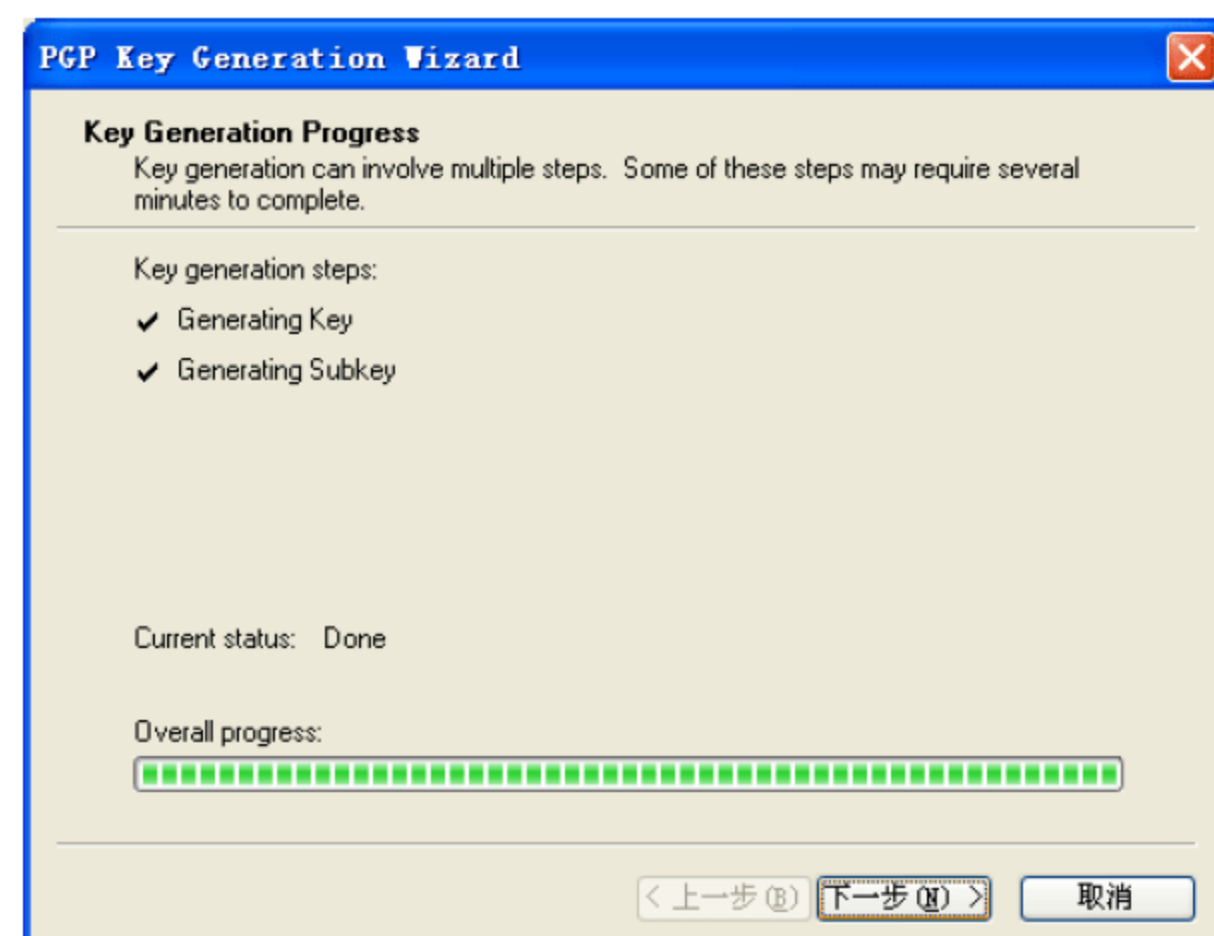 PGP Key Generation Wizard
Key Generation Progress
Key generation can involve multiple steps.  Some of these steps may require several
minutes to complete.
Key generation steps:
Generating Key
Generating Subkey
Current status:  Done
Overall progress:
< 上一步(B) 下一步(N) > 取消